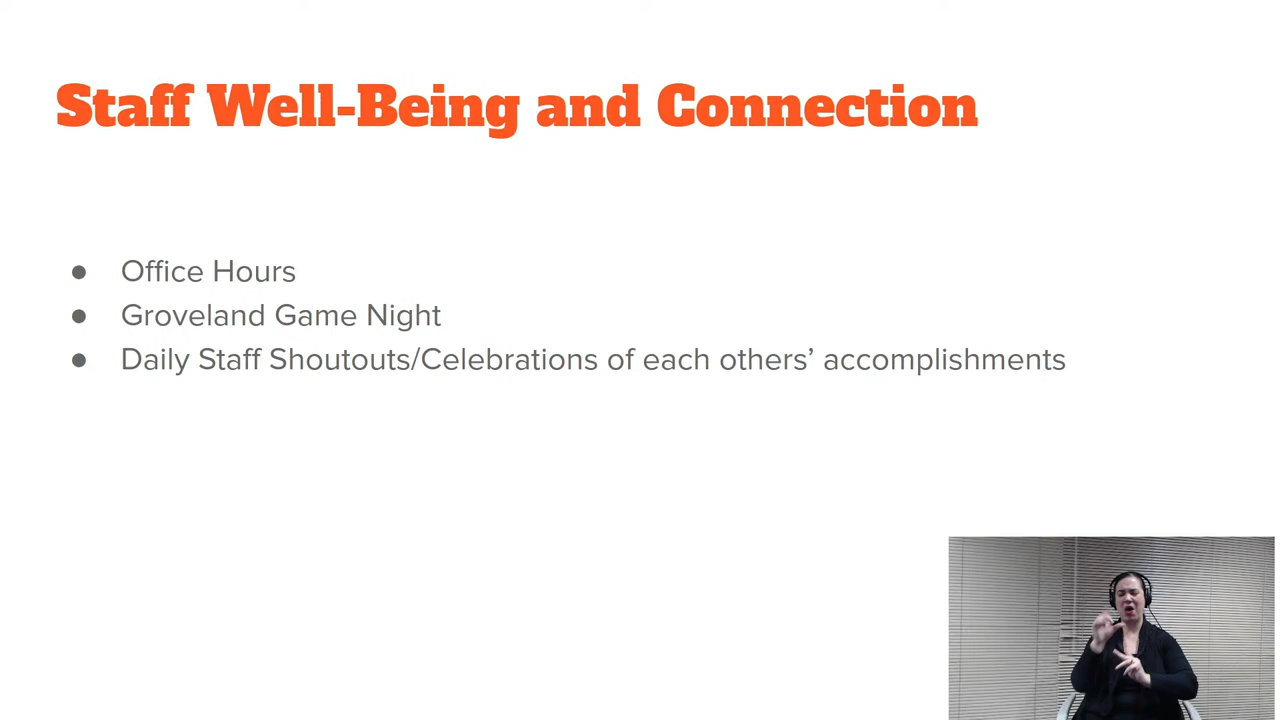 Staff Well-Being and Connection
● Office Hours
● Groveland Game Night
● Daily Staff Shoutouts/Celebrations of each others’ accomplishments